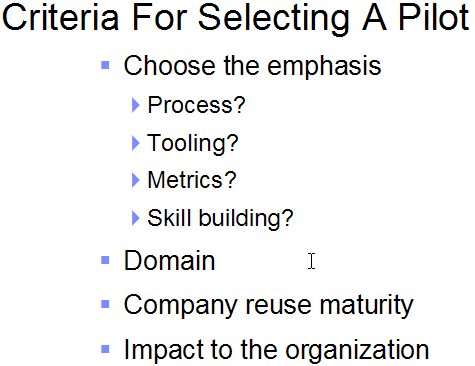 Criteria For Selecting A Pilot
Choose the emphasis
Process?
Tooling?
Metrics?
Skill building?
Domain
Company reuse maturity
Impact to the organization